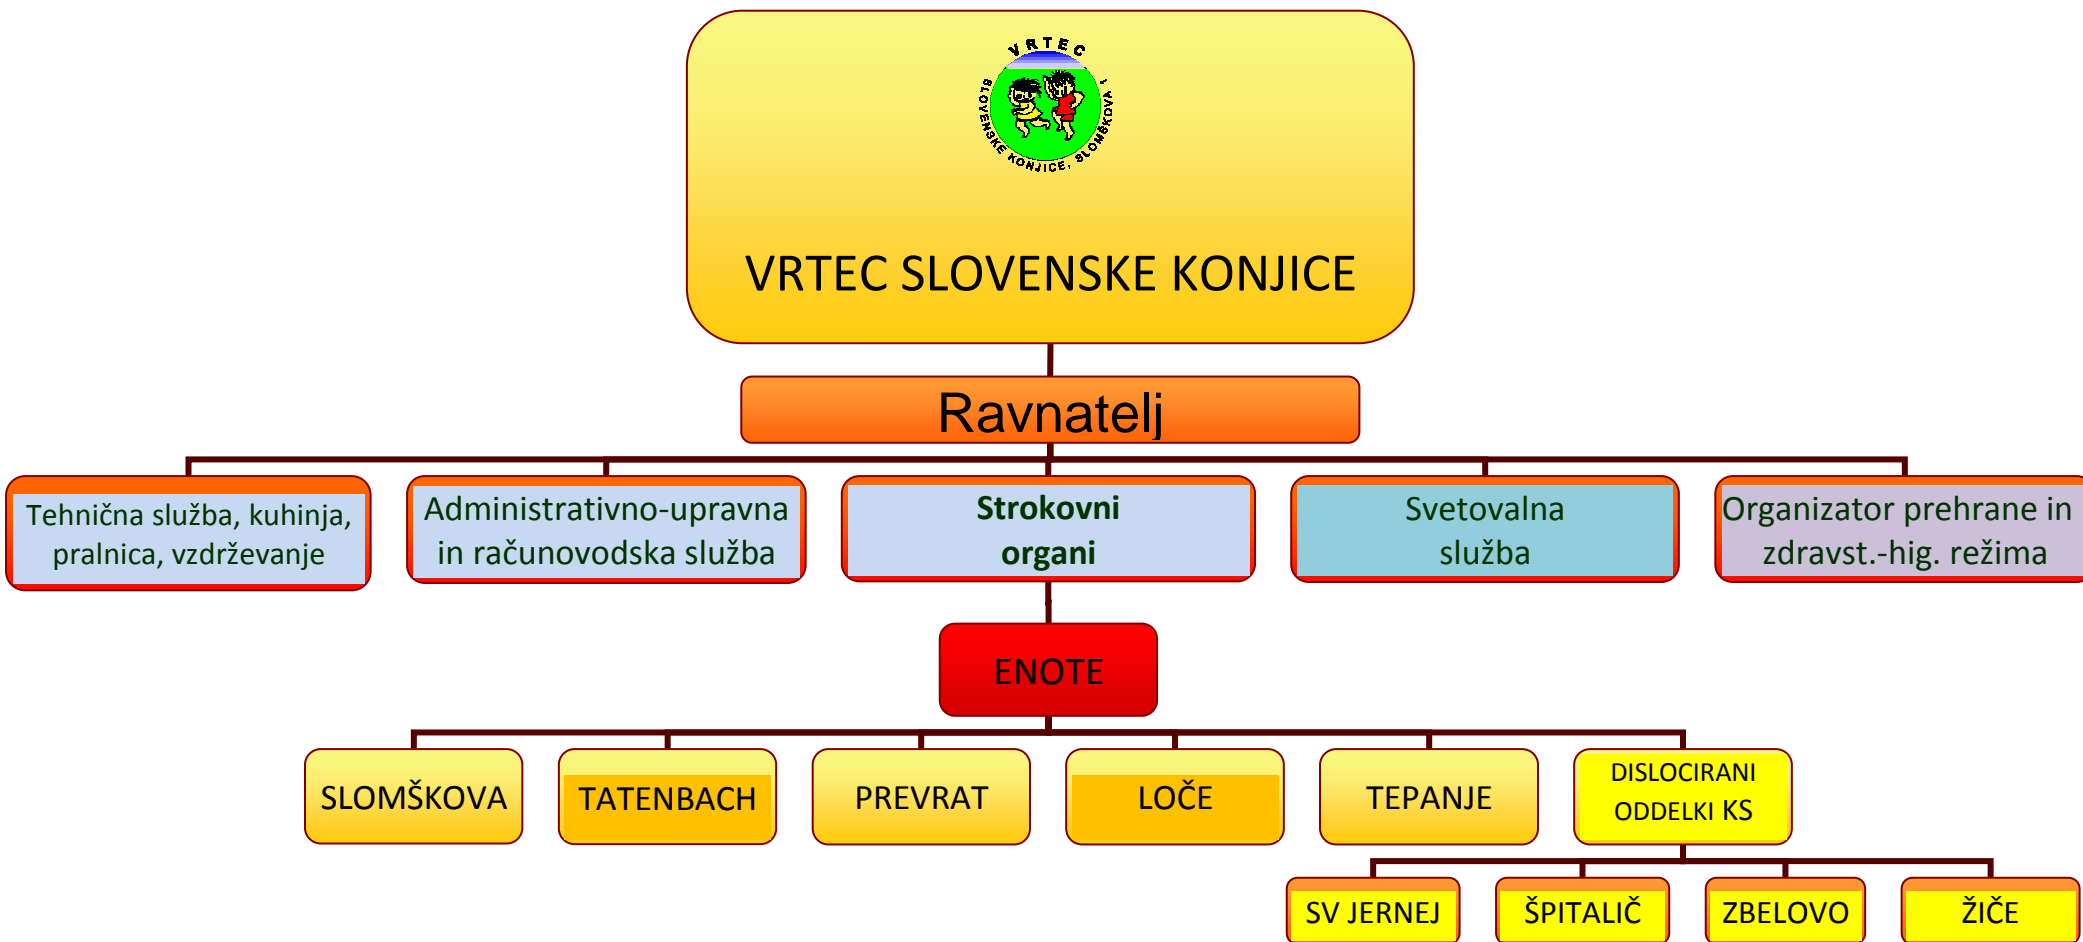 VRTEC
SLOVENSKE KONJICE, SLOMŠKOVA 1
VRTEC SLOVENSKE KONJICE
Ravnatelj
Tehnična služba, kuhinja,
pralnica, vzdrževanje
Administrativno-upravna
in računovodska služba
Strokovni
organi
Svetovalna
služba
Organizator prehrane in
zdravst.-hig. režima
ENOTE
SLOMŠKOVA
TATENBACH
PREVRAT
LOČE
TEPANJE
DISLOCIRANI
ODDELKI KS
SV JERNEJ
ŠPITALIČ
ZBELOVO
ŽIČE